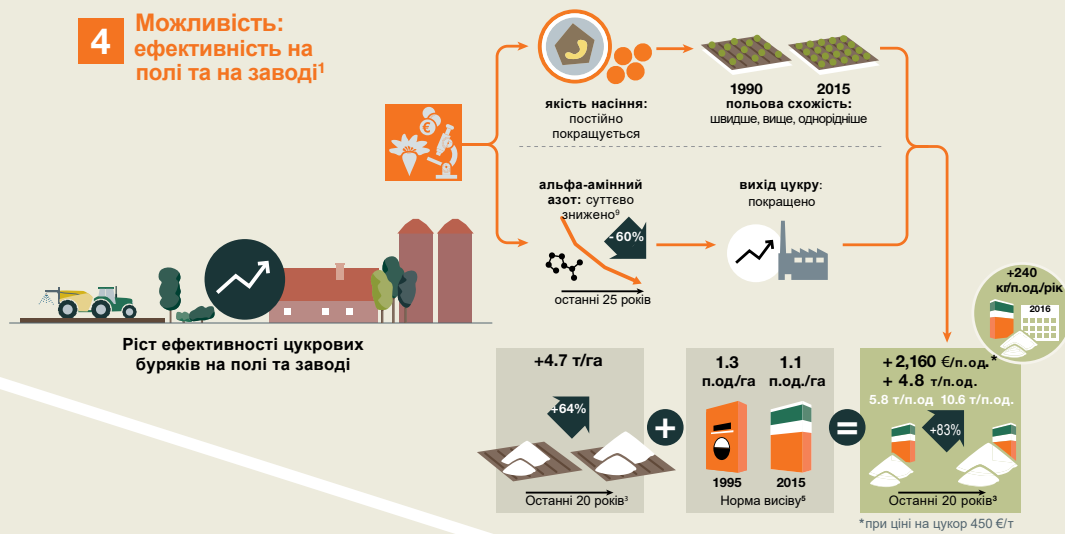 4
Можливість:
ефективність на
полі та на заводі¹
€
якість насіння:
постійно
покращується
1990 2015
польова схожість:
швидше, вище, однорідніше
альфа-амінний
азот: суттєво
знижено⁹
-60%
останні 25 років
вихід цукру:
покращено
Ріст ефективності цукрових
буряків на полі та заводі
+4.7 т/га
+64%
Останні 20 років³
+
1.3 1.1
п.од./га п.од./га
1995 2015
Норма висіву⁵
=
+240
кг/п.од./рік
2016
+ 2,160 €/п.од.*
+ 4.8 т/п.од.
5.8 т/п.од 10.6 т/п.од.
+83%
Останні 20 років³
*при ціні на цукор 450 €/т